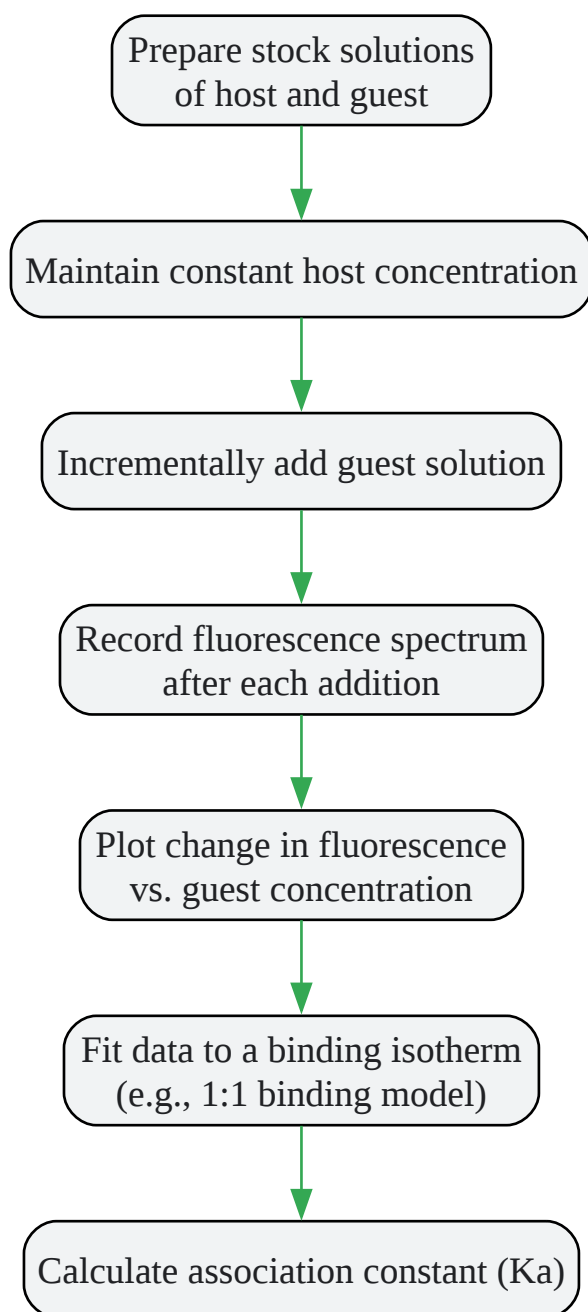 Prepare stock solutions
of host and guest
Maintain constant host concentration
Incrementally add guest solution
Record fluorescence spectrum
after each addition
Plot change in fluorescence
vs. guest concentration
Fit data to a binding isotherm
(e.g., 1:1 binding model)
Calculate association constant (Ka)